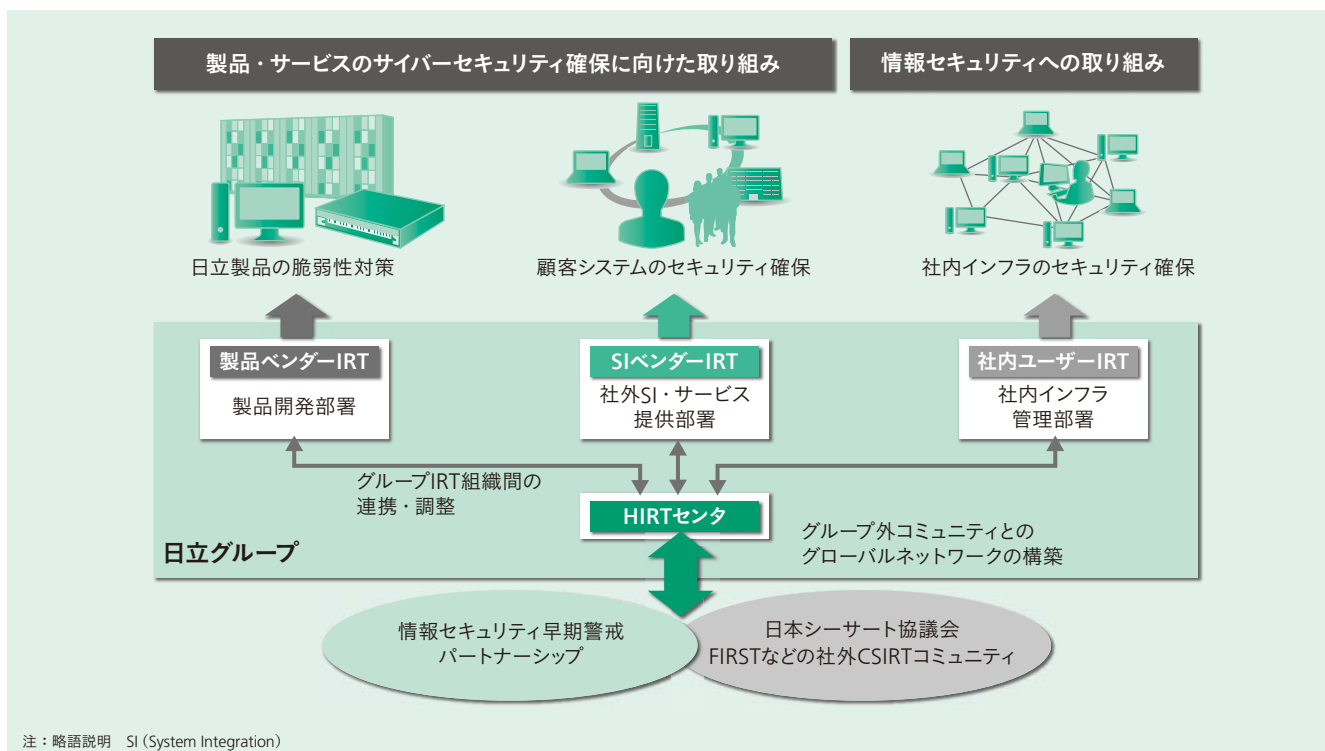 製品・サービスのサイバーセキュリティ確保に向けた取り組み
情報セキュリティへの取り組み
日立製品の脆弱性対策
顧客システムのセキュリティ確保
社内インフラのセキュリティ確保
製品ベンダーIRT
製品開発部署
SIベンダーIRT
社外SI・サービス
提供部署
社内ユーザーIRT
社内インフラ
管理部署
グループIRT組織間の
連携・調整
HIRTセンタ
グループ外コミュニティとの
グローバルネットワークの構築
日立グループ
情報セキュリティ早期警戒
パートナーシップ
日本シーサート協議会
FIRSTなどの社外CSIRTコミュニティ
注：略語説明　SI（System Integration）